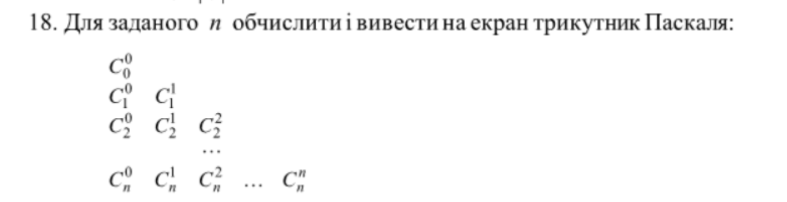 18. Для заданого n обчислити і вивести на екран трикутник Паскаля:
C₀⁰
C₁⁰ C₁¹
C₂⁰ C₂¹ C₂²
...
Cₙ⁰ Cₙ¹ Cₙ² ... Cₙⁿ